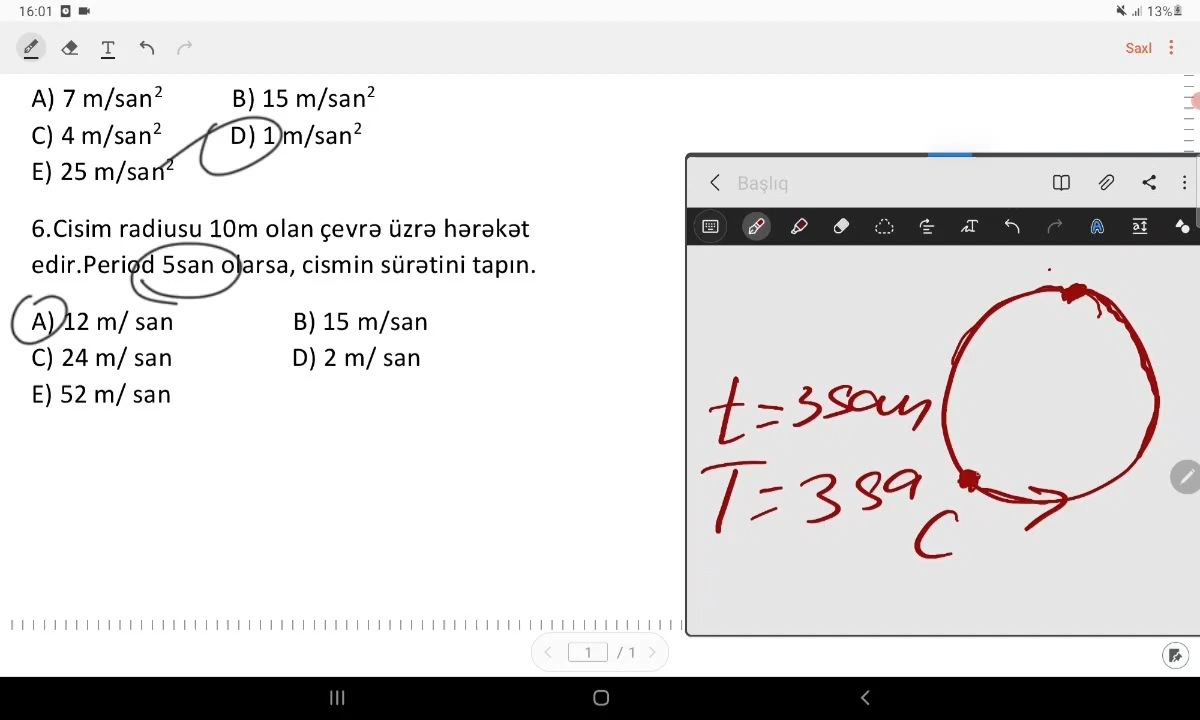 16:01
13%
Saxl
A) 7 m/san² B) 15 m/san²
C) 4 m/san² D) 1 m/san²
E) 25 m/san²
6.Cisim radiusu 10m olan çevrə üzrə hərəkət
edir.Period 5san olarsa, cismin sürətini tapın.
A) 12 m/ san B) 15 m/san
C) 24 m/ san D) 2 m/ san
E) 52 m/ san
Başlıq
t=3san
T=3sa
C
1 / 1